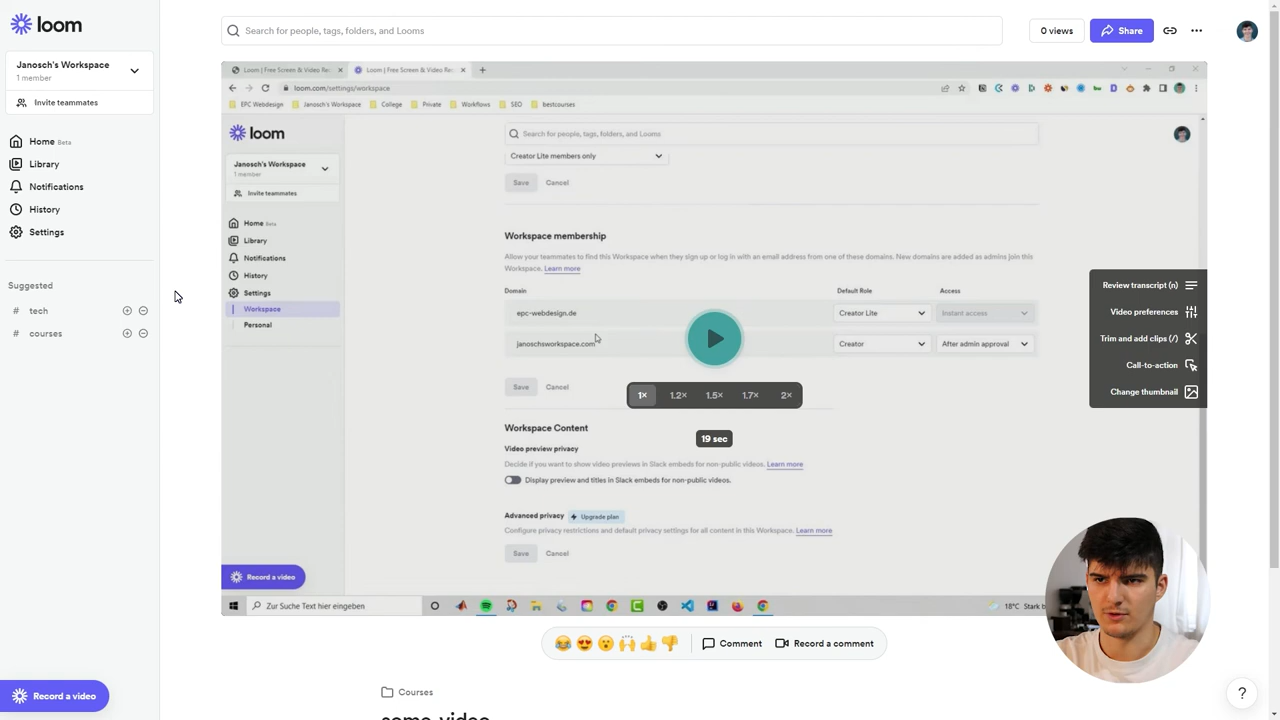 loom
Search for people, tags, folders, and Looms
0 views
Share
Janosch's Workspace
1 member
Invite teammates
Home Beta
Library
Notifications
History
Settings
Suggested
# tech
# courses
Record a video
Loom | Free Screen & Video Rec
Loom | Free Screen & Video Rec
loom.com/settings/workspace
EPC Webdesign
Janosch's Workspace
College
Private
Workflows
SEO
bestcourses
loom
Search for people, tags, folders, and Looms
Janosch's Workspace
1 member
Invite teammates
Home Beta
Library
Notifications
History
Settings
Workspace
Personal
Record a video
Creator Lite members only
Save Cancel
Workspace membership
Allow your teammates to find this Workspace when they sign up or log in with an email address from one of these domains. New domains are added as admins join this
Workspace. Learn more
Domain Default Role Access
epc-webdesign.de Creator Lite Instant access
janoschsworkspace.com Creator After admin approval
Save Cancel
1× 1.2× 1.5× 1.7× 2×
19 sec
Workspace Content
Video preview privacy
Decide if you want to show video previews in Slack embeds for non-public videos. Learn more
Display preview and titles in Slack embeds for non-public videos.
Advanced privacy Upgrade plan
Configure privacy restrictions and default privacy settings for all content in this Workspace. Learn more
Save Cancel
Zur Suche Text hier eingeben
18°C Stark b
Review transcript (n)
Video preferences
Trim and add clips (/)
Call-to-action
Change thumbnail
Comment
Record a comment
?
Courses
some video